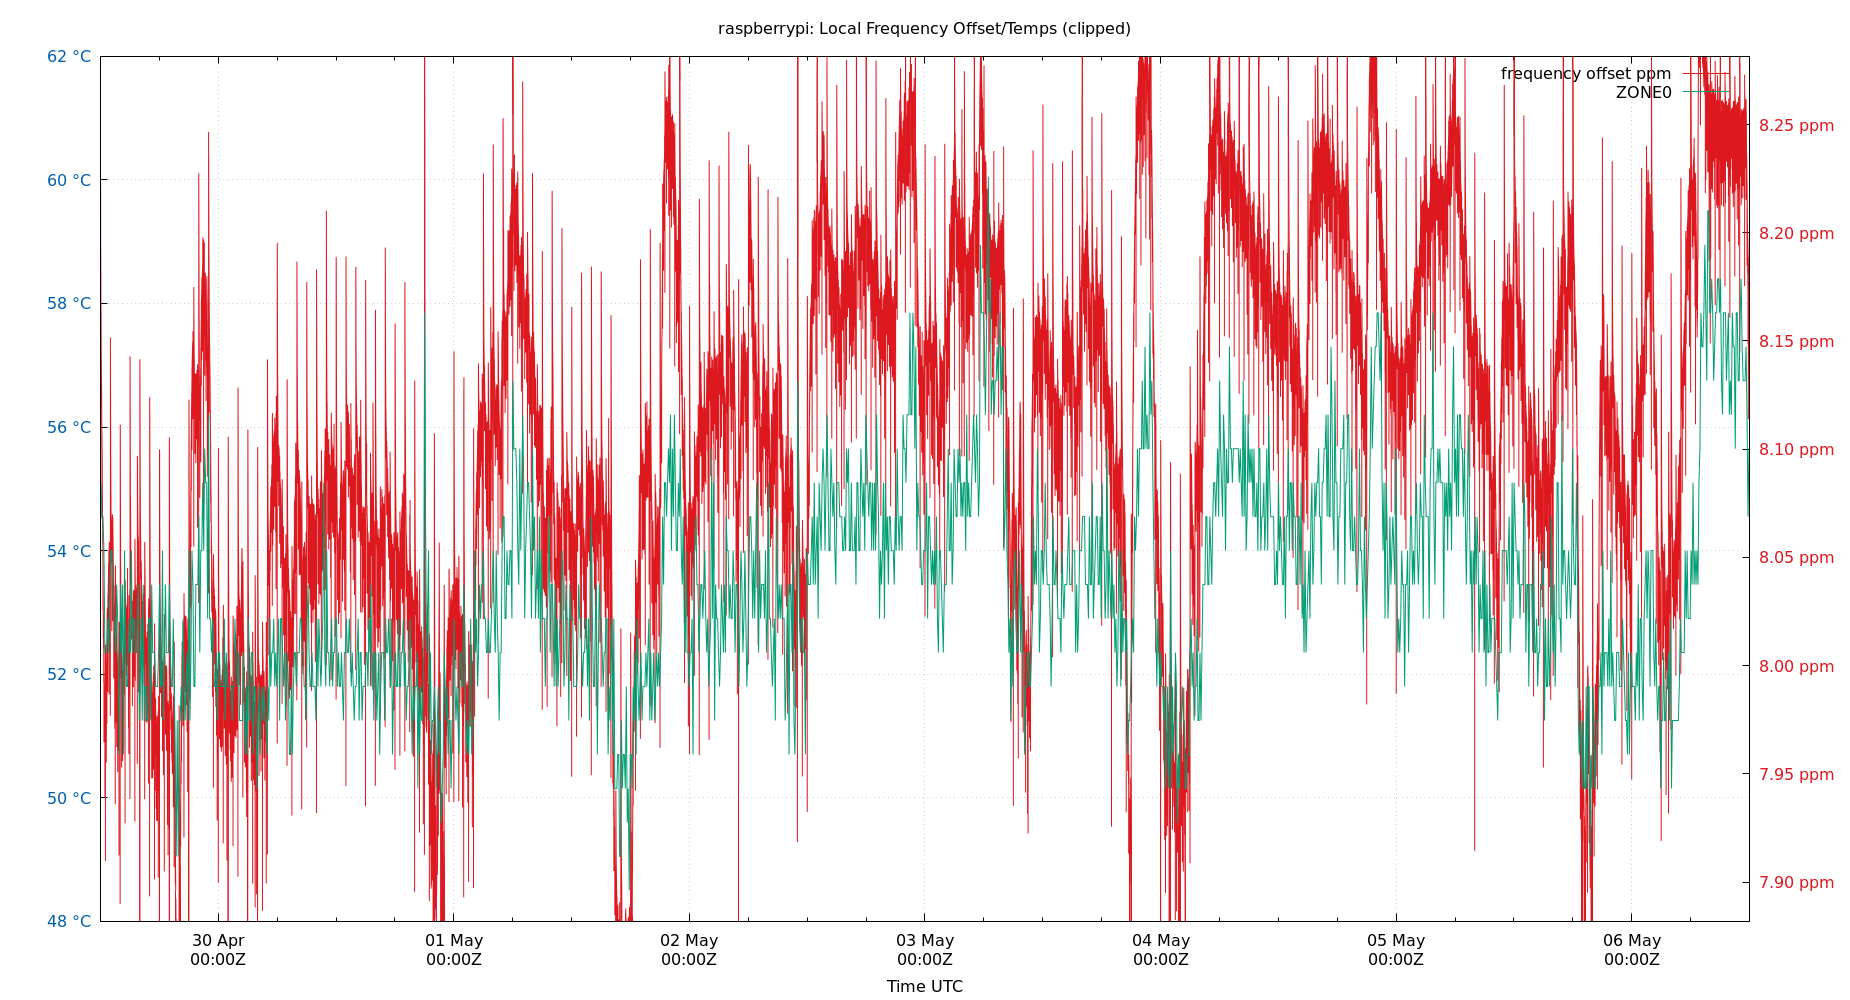 raspberrypi: Local Frequency Offset/Temps (clipped)
62 °C
60 °C
58 °C
56 °C
54 °C
52 °C
50 °C
48 °C
frequency offset ppm
ZONE0
8.25 ppm
8.20 ppm
8.15 ppm
8.10 ppm
8.05 ppm
8.00 ppm
7.95 ppm
7.90 ppm
30 Apr
00:00Z
01 May
00:00Z
02 May
00:00Z
03 May
00:00Z
04 May
00:00Z
05 May
00:00Z
06 May
00:00Z
Time UTC